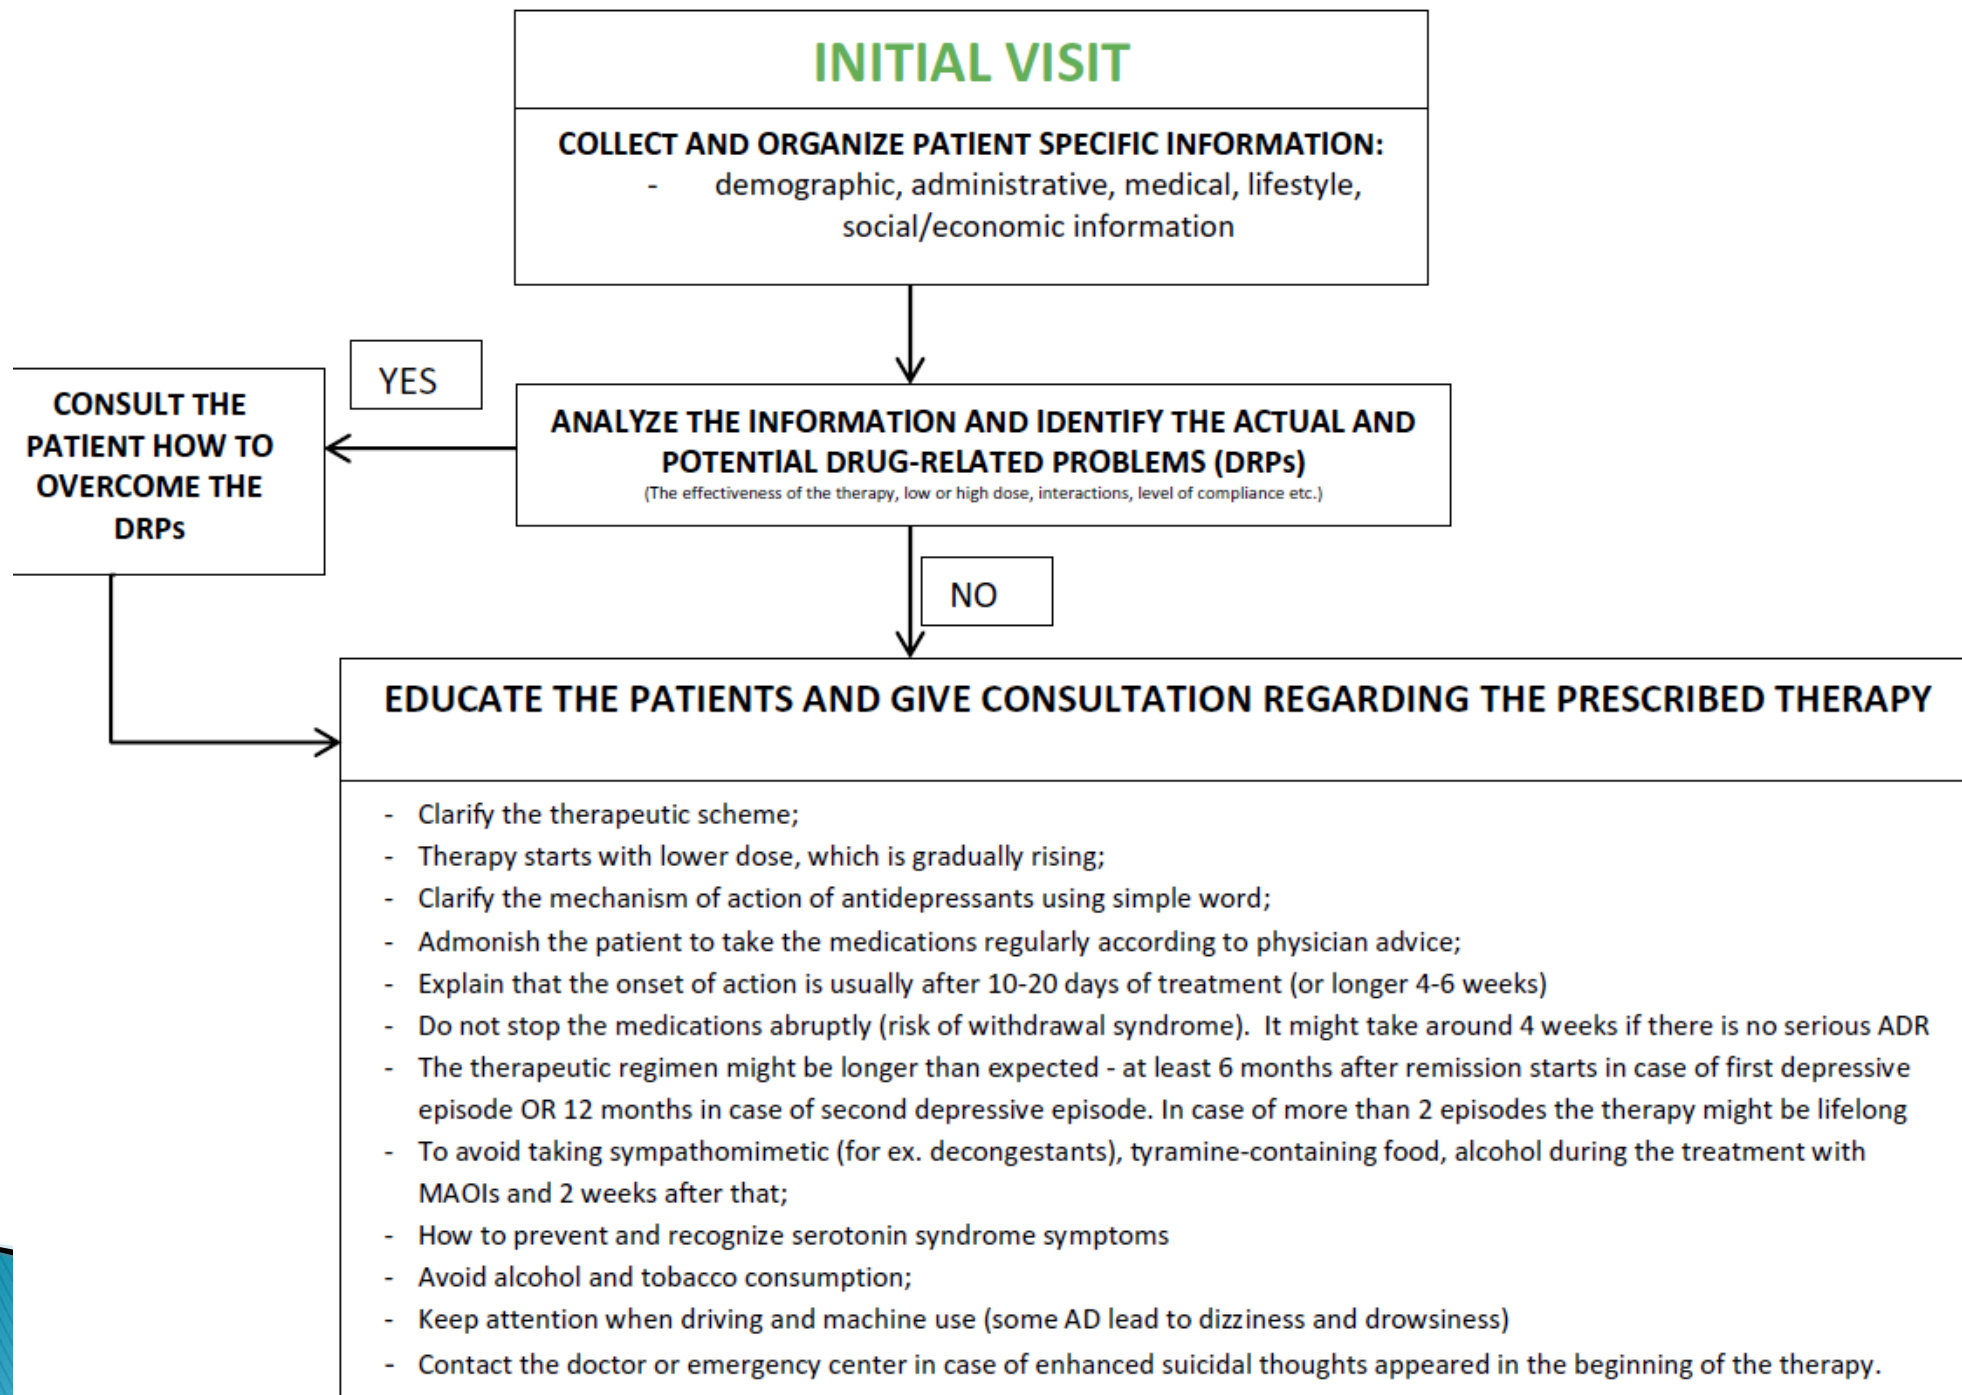 INITIAL VISIT
COLLECT AND ORGANIZE PATIENT SPECIFIC INFORMATION:
- demographic, administrative, medical, lifestyle,
social/economic information
YES
CONSULT THE
PATIENT HOW TO
OVERCOME THE
DRPs
ANALYZE THE INFORMATION AND IDENTIFY THE ACTUAL AND
POTENTIAL DRUG-RELATED PROBLEMS (DRPs)
(The effectiveness of the therapy, low or high dose, interactions, level of compliance etc.)
NO
EDUCATE THE PATIENTS AND GIVE CONSULTATION REGARDING THE PRESCRIBED THERAPY
- Clarify the therapeutic scheme;
- Therapy starts with lower dose, which is gradually rising;
- Clarify the mechanism of action of antidepressants using simple word;
- Admonish the patient to take the medications regularly according to physician advice;
- Explain that the onset of action is usually after 10-20 days of treatment (or longer 4-6 weeks)
- Do not stop the medications abruptly (risk of withdrawal syndrome). It might take around 4 weeks if there is no serious ADR
- The therapeutic regimen might be longer than expected - at least 6 months after remission starts in case of first depressive
episode OR 12 months in case of second depressive episode. In case of more than 2 episodes the therapy might be lifelong
- To avoid taking sympathomimetic (for ex. decongestants), tyramine-containing food, alcohol during the treatment with
MAOIs and 2 weeks after that;
- How to prevent and recognize serotonin syndrome symptoms
- Avoid alcohol and tobacco consumption;
- Keep attention when driving and machine use (some AD lead to dizziness and drowsiness)
- Contact the doctor or emergency center in case of enhanced suicidal thoughts appeared in the beginning of the therapy.